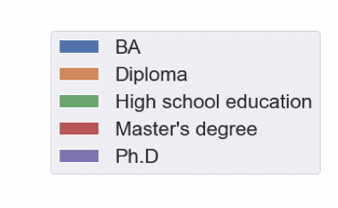 BA
Diploma
High school education
Master's degree
Ph.D